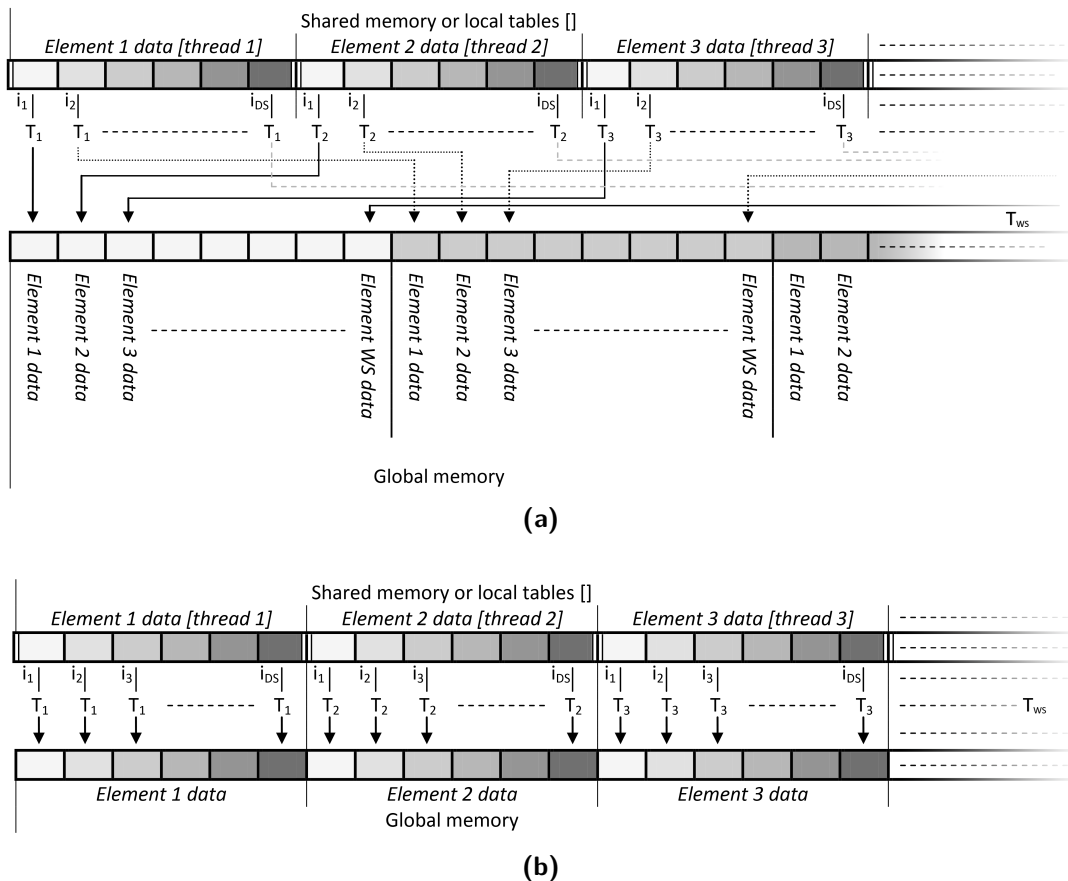 Shared memory or local tables []
Element 1 data [thread 1] Element 2 data [thread 2] Element 3 data [thread 3]
i1 i2 iDS i1 i2 iDS i1 i2 iDS
T1 T1 T1 T2 T2 T2 T3 T3 T3
Tws
Element 1 data
Element 2 data
Element 3 data
Element WS data
Element 1 data
Element 2 data
Element 3 data
Element WS data
Element 1 data
Element 2 data
Global memory
(a)
Shared memory or local tables []
Element 1 data [thread 1] Element 2 data [thread 2] Element 3 data [thread 3]
i1 i2 i3 iDS i1 i2 i3 iDS i1 i2 i3 iDS
T1 T1 T1 T1 T2 T2 T2 T2 T3 T3 T3 T3 Tws
Element 1 data Element 2 data Element 3 data
Global memory
(b)